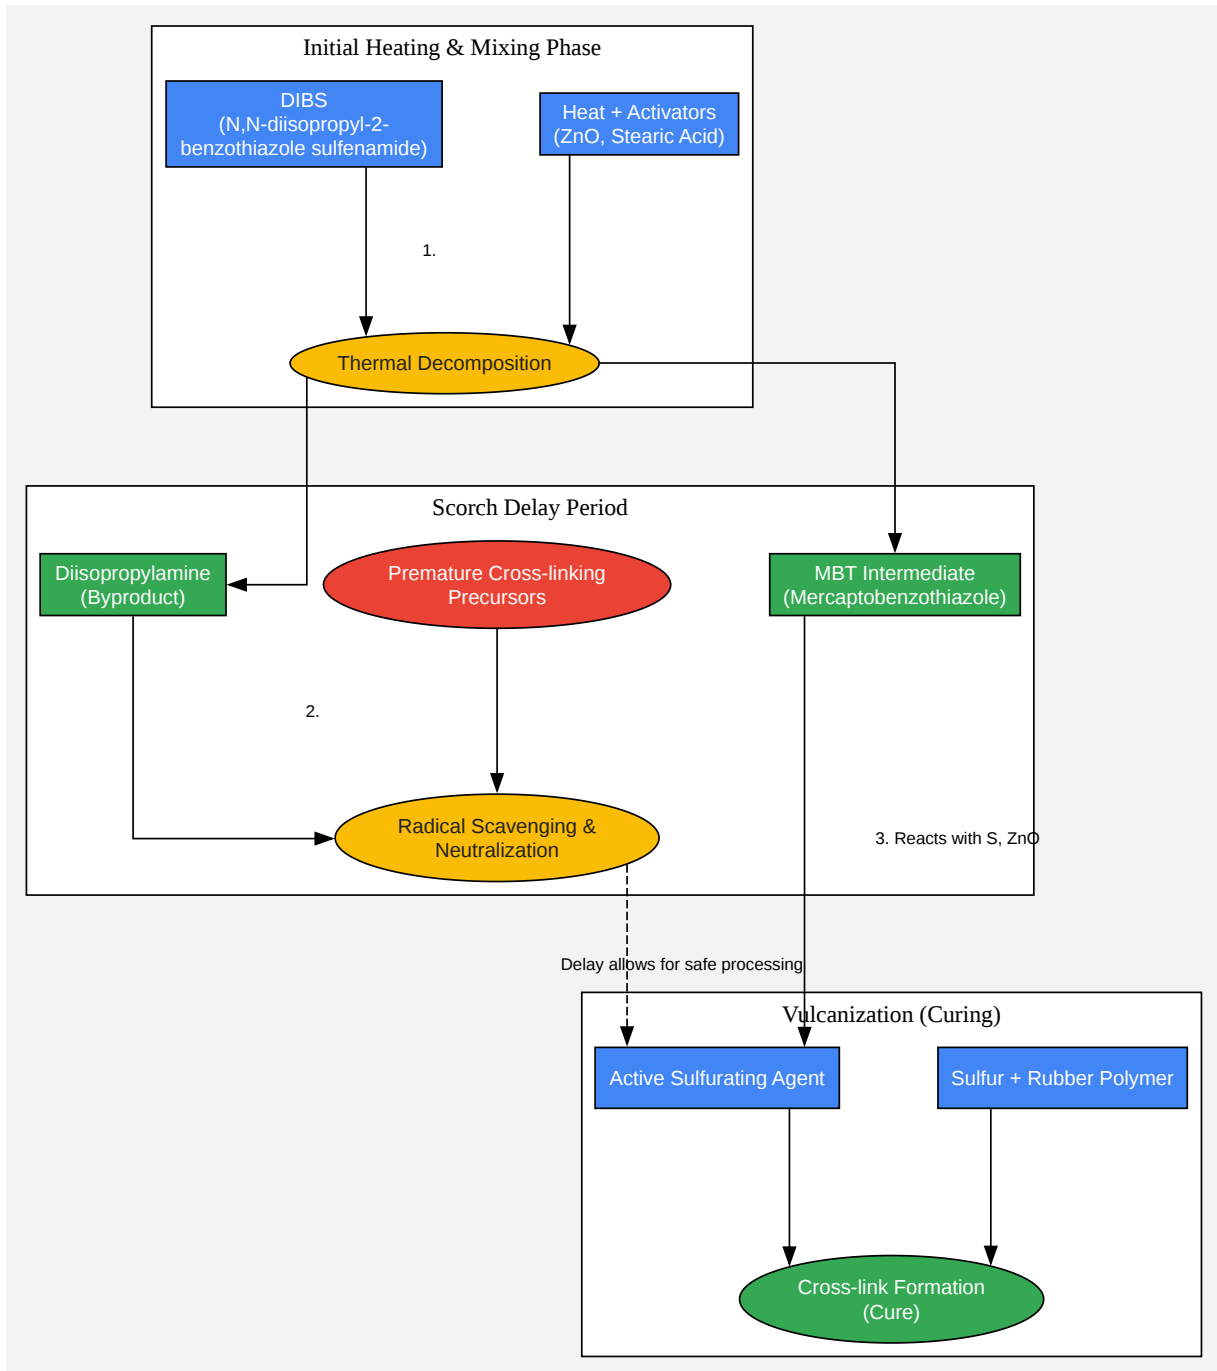 Initial Heating & Mixing Phase
DIBS
(N,N-diisopropyl-2-
benzothiazole sulfenamide)
Heat + Activators
(ZnO, Stearic Acid)
1.
Thermal Decomposition
Scorch Delay Period
Diisopropylamine
(Byproduct)
Premature Cross-linking
Precursors
MBT Intermediate
(Mercaptobenzothiazole)
2.
Radical Scavenging &
Neutralization
3. Reacts with S, ZnO
Delay allows for safe processing
Vulcanization (Curing)
Active Sulfurating Agent
Sulfur + Rubber Polymer
Cross-link Formation
(Cure)